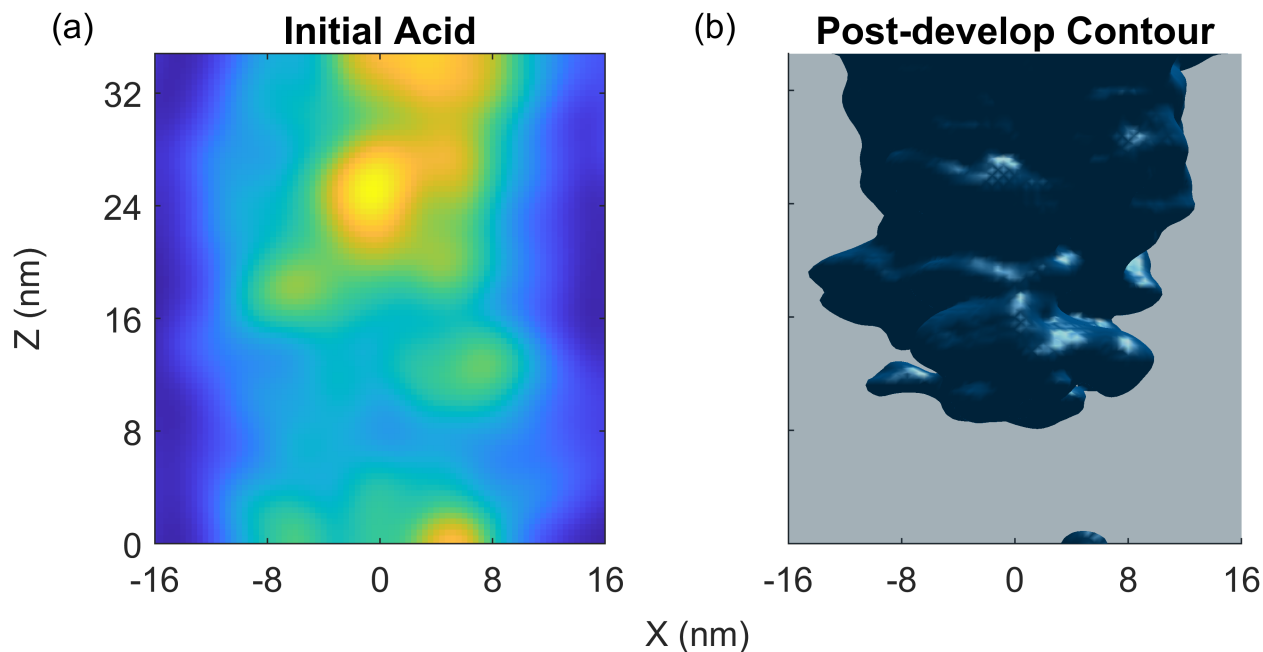 (a) Initial Acid
(b) Post-develop Contour
Z (nm)
32
24
16
8
0
-16 -8 0 8 16
-16 -8 0 8 16
X (nm)